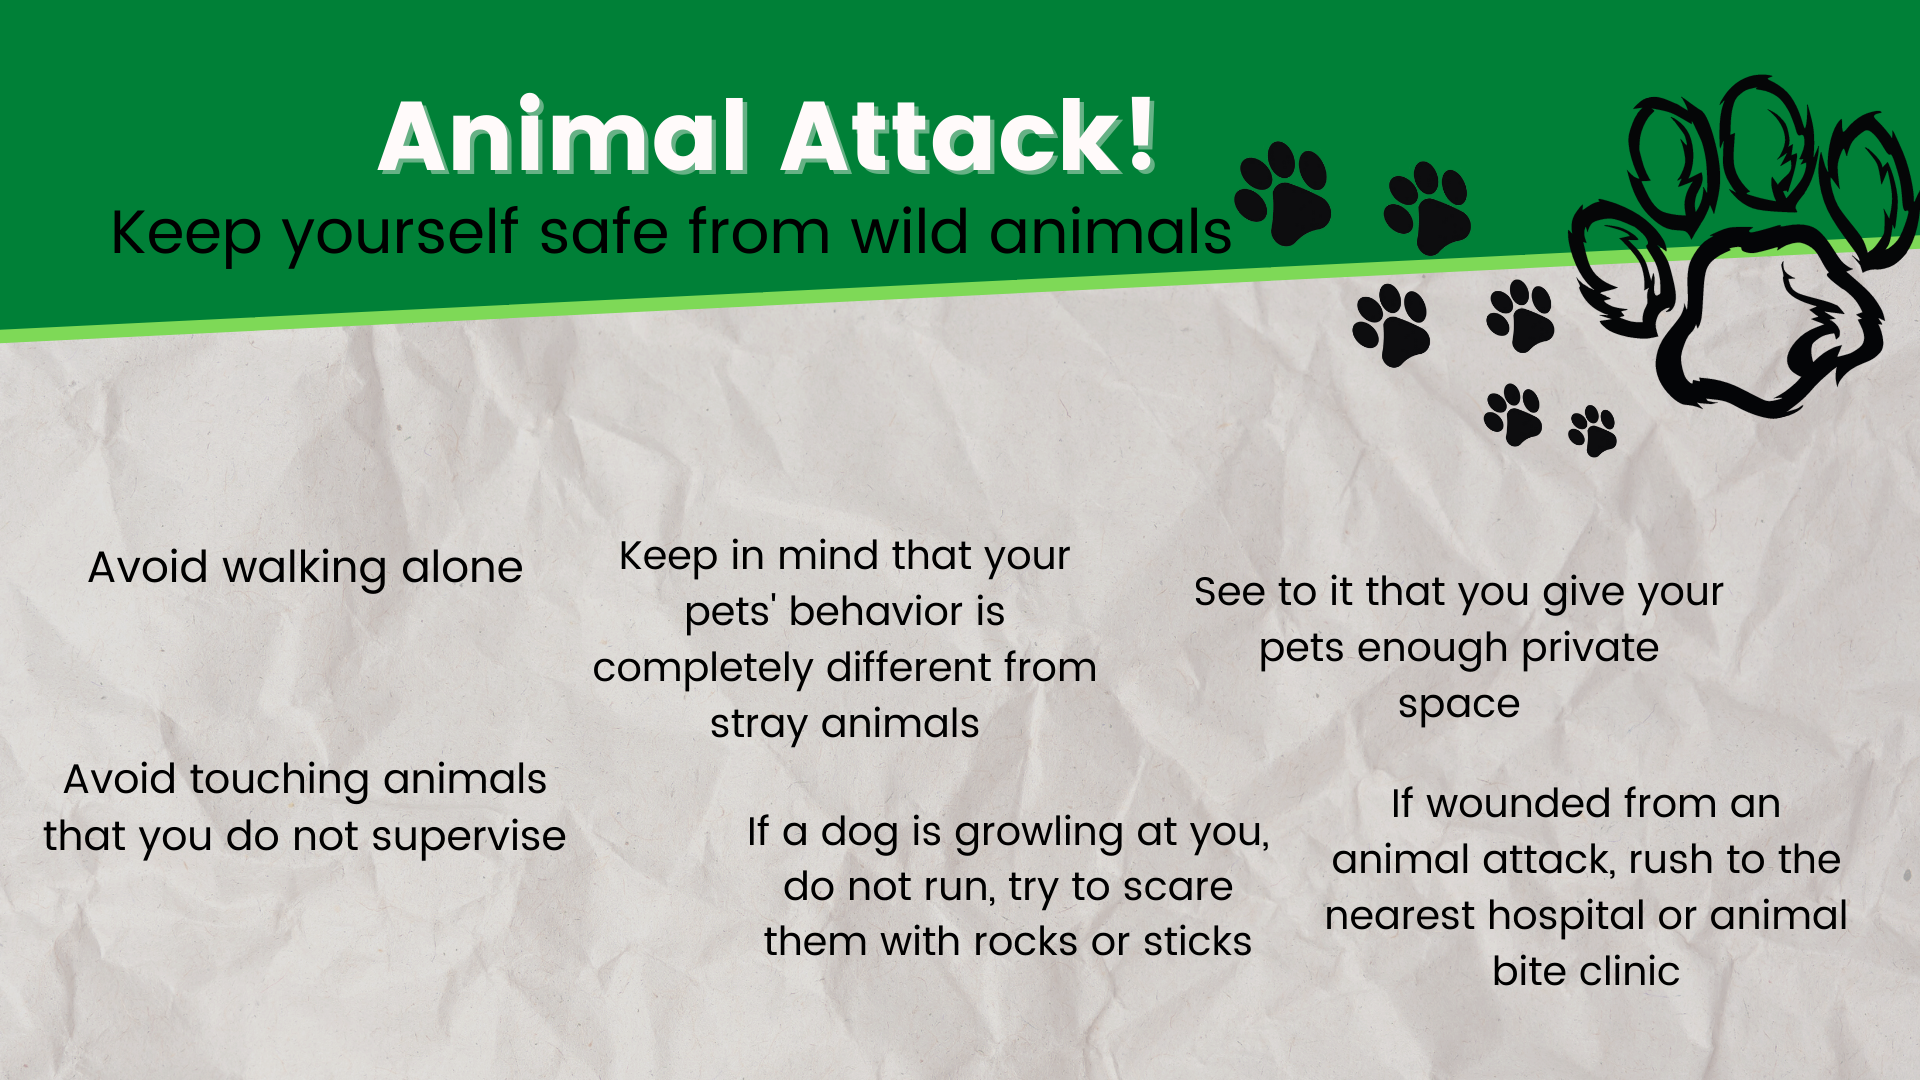 Animal Attack!
Keep yourself safe from wild animals
Avoid walking alone
Keep in mind that your
pets' behavior is
completely different from
stray animals
See to it that you give your
pets enough private
space
Avoid touching animals
that you do not supervise
If a dog is growling at you,
do not run, try to scare
them with rocks or sticks
If wounded from an
animal attack, rush to the
nearest hospital or animal
bite clinic